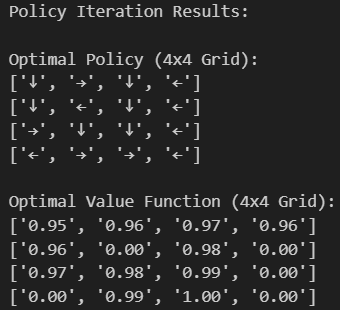 Policy Iteration Results:
Optimal Policy (4x4 Grid):
['↓', '→', '↓', '←']
['↓', '←', '↓', '←']
['→', '↓', '↓', '←']
['←', '→', '→', '←']
Optimal Value Function (4x4 Grid):
['0.95', '0.96', '0.97', '0.96']
['0.96', '0.00', '0.98', '0.00']
['0.97', '0.98', '0.99', '0.00']
['0.00', '0.99', '1.00', '0.00']